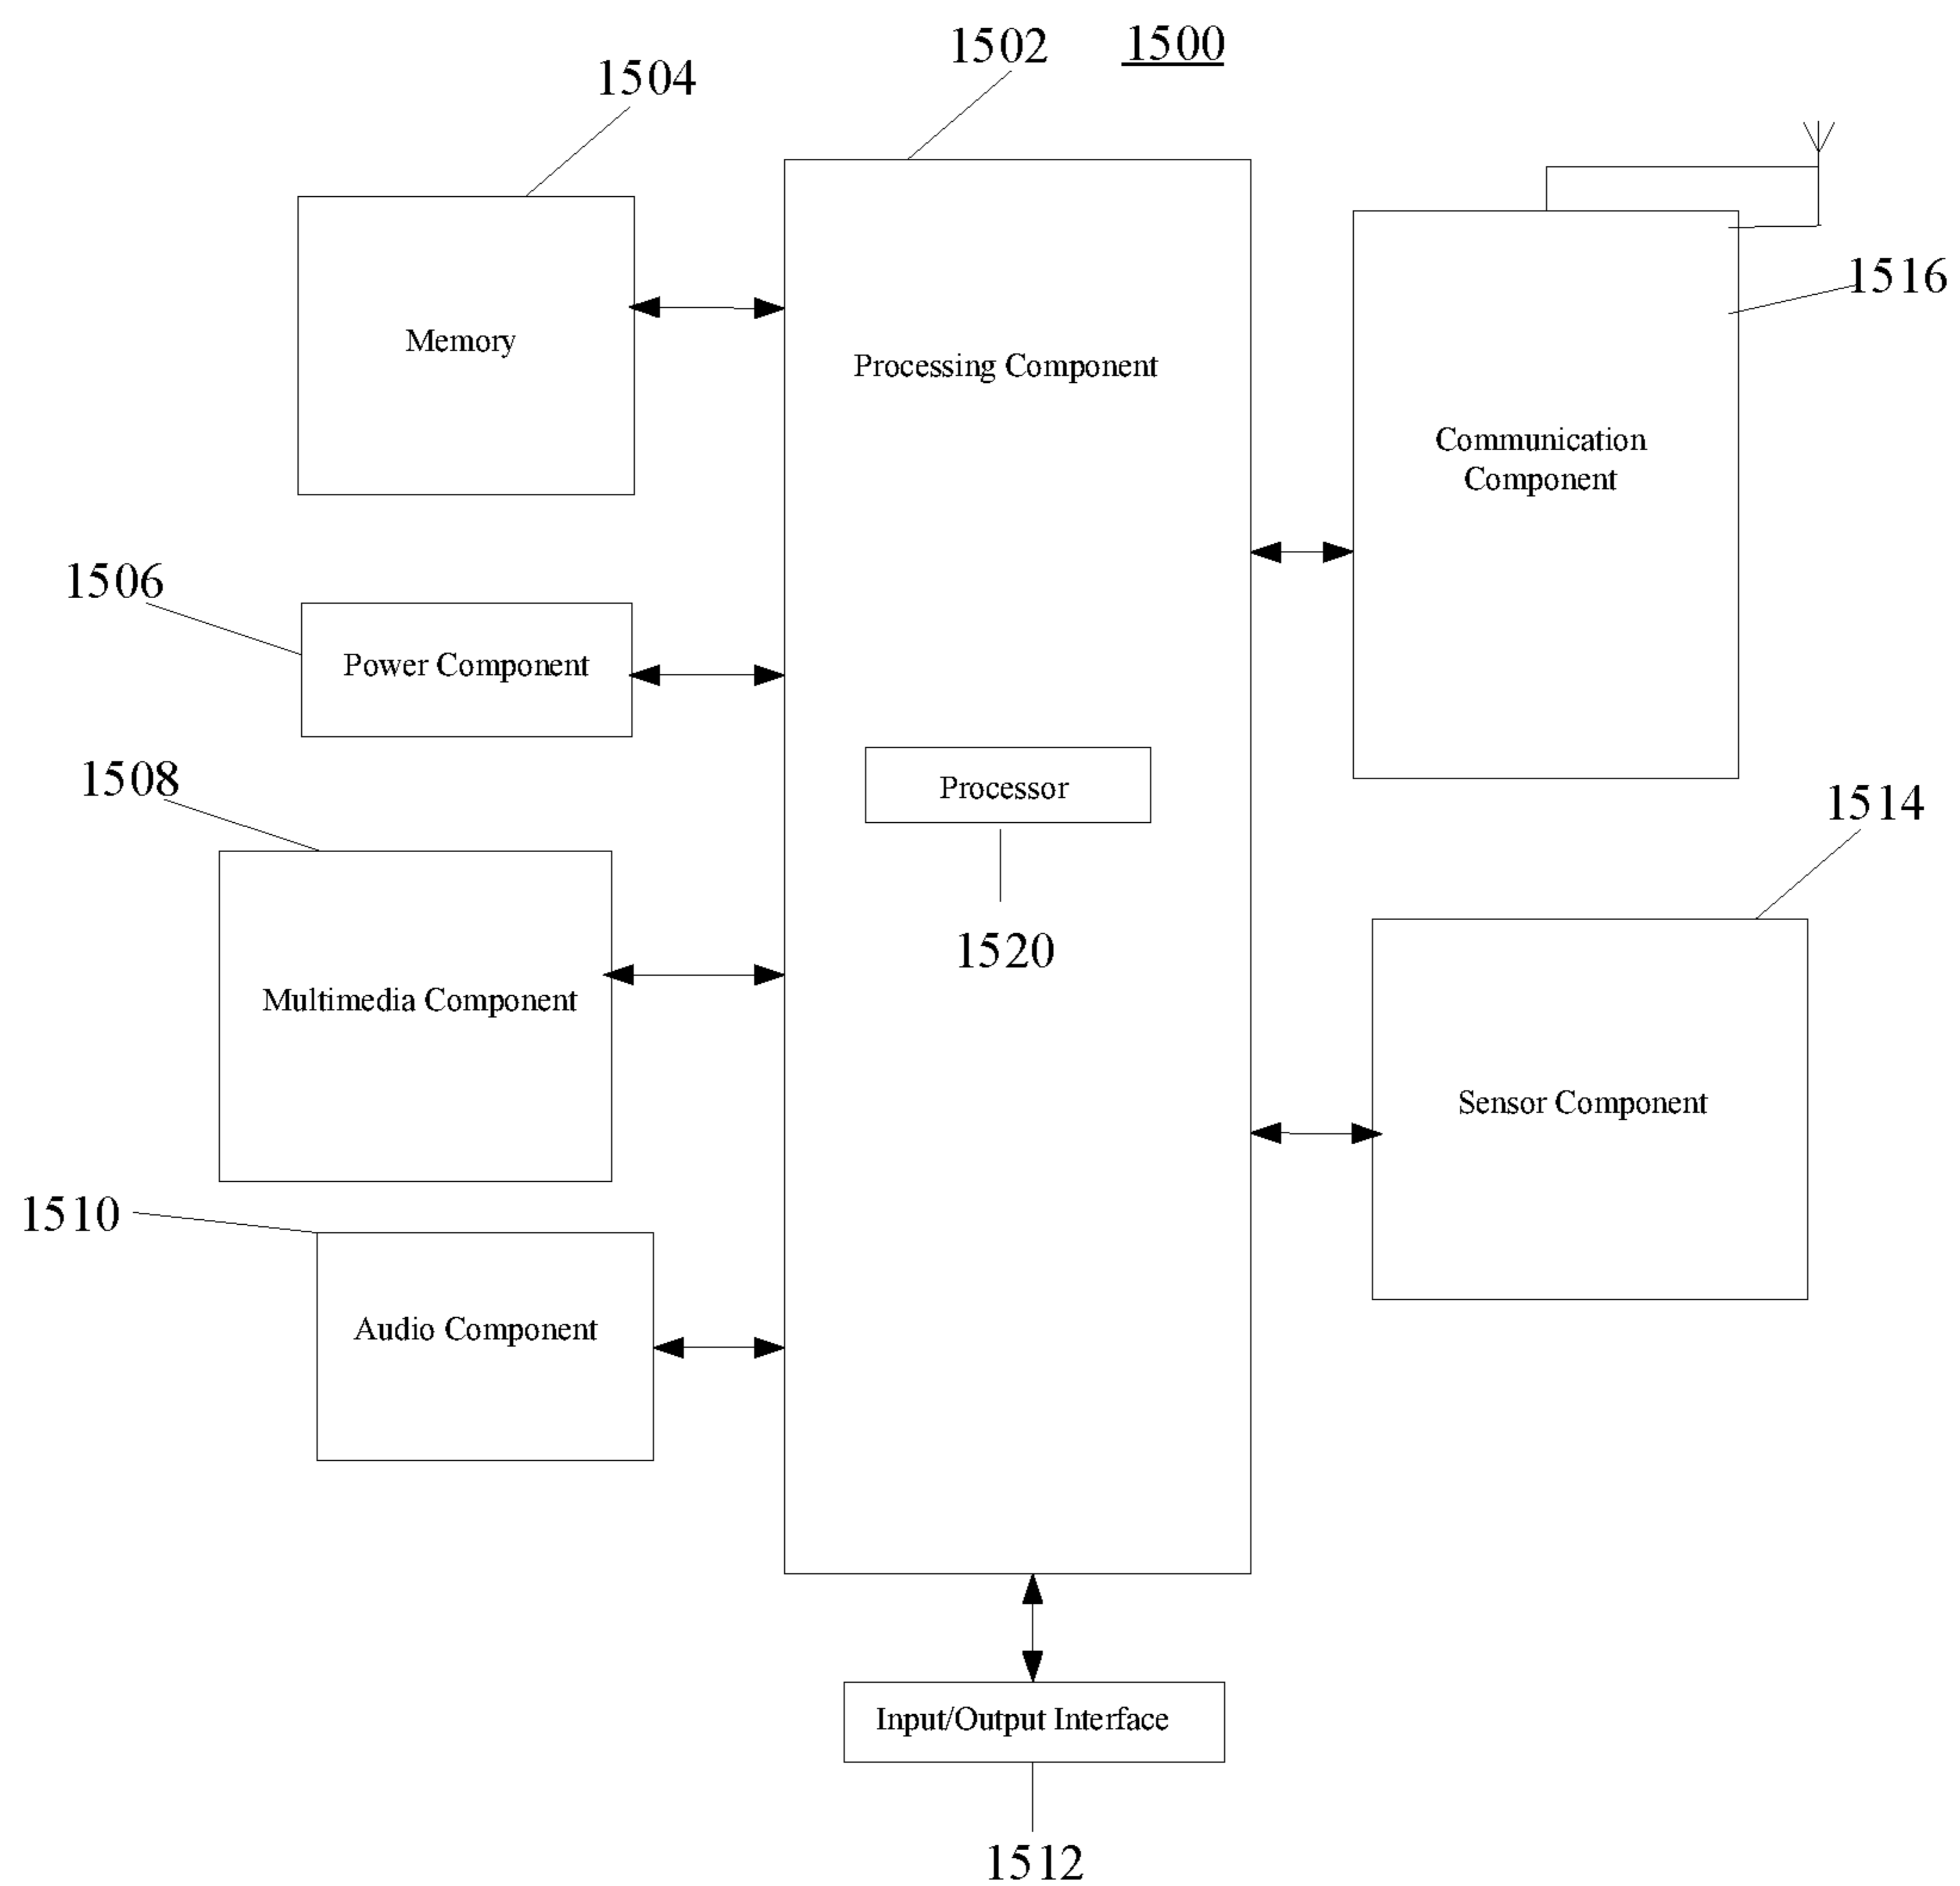 1502
1500
1504
1516
Memory
Processing Component
Communication
Component
1506
Power Component
1508
Processor
1514
1520
Multimedia Component
Sensor Component
1510
Audio Component
Input/Output Interface
1512